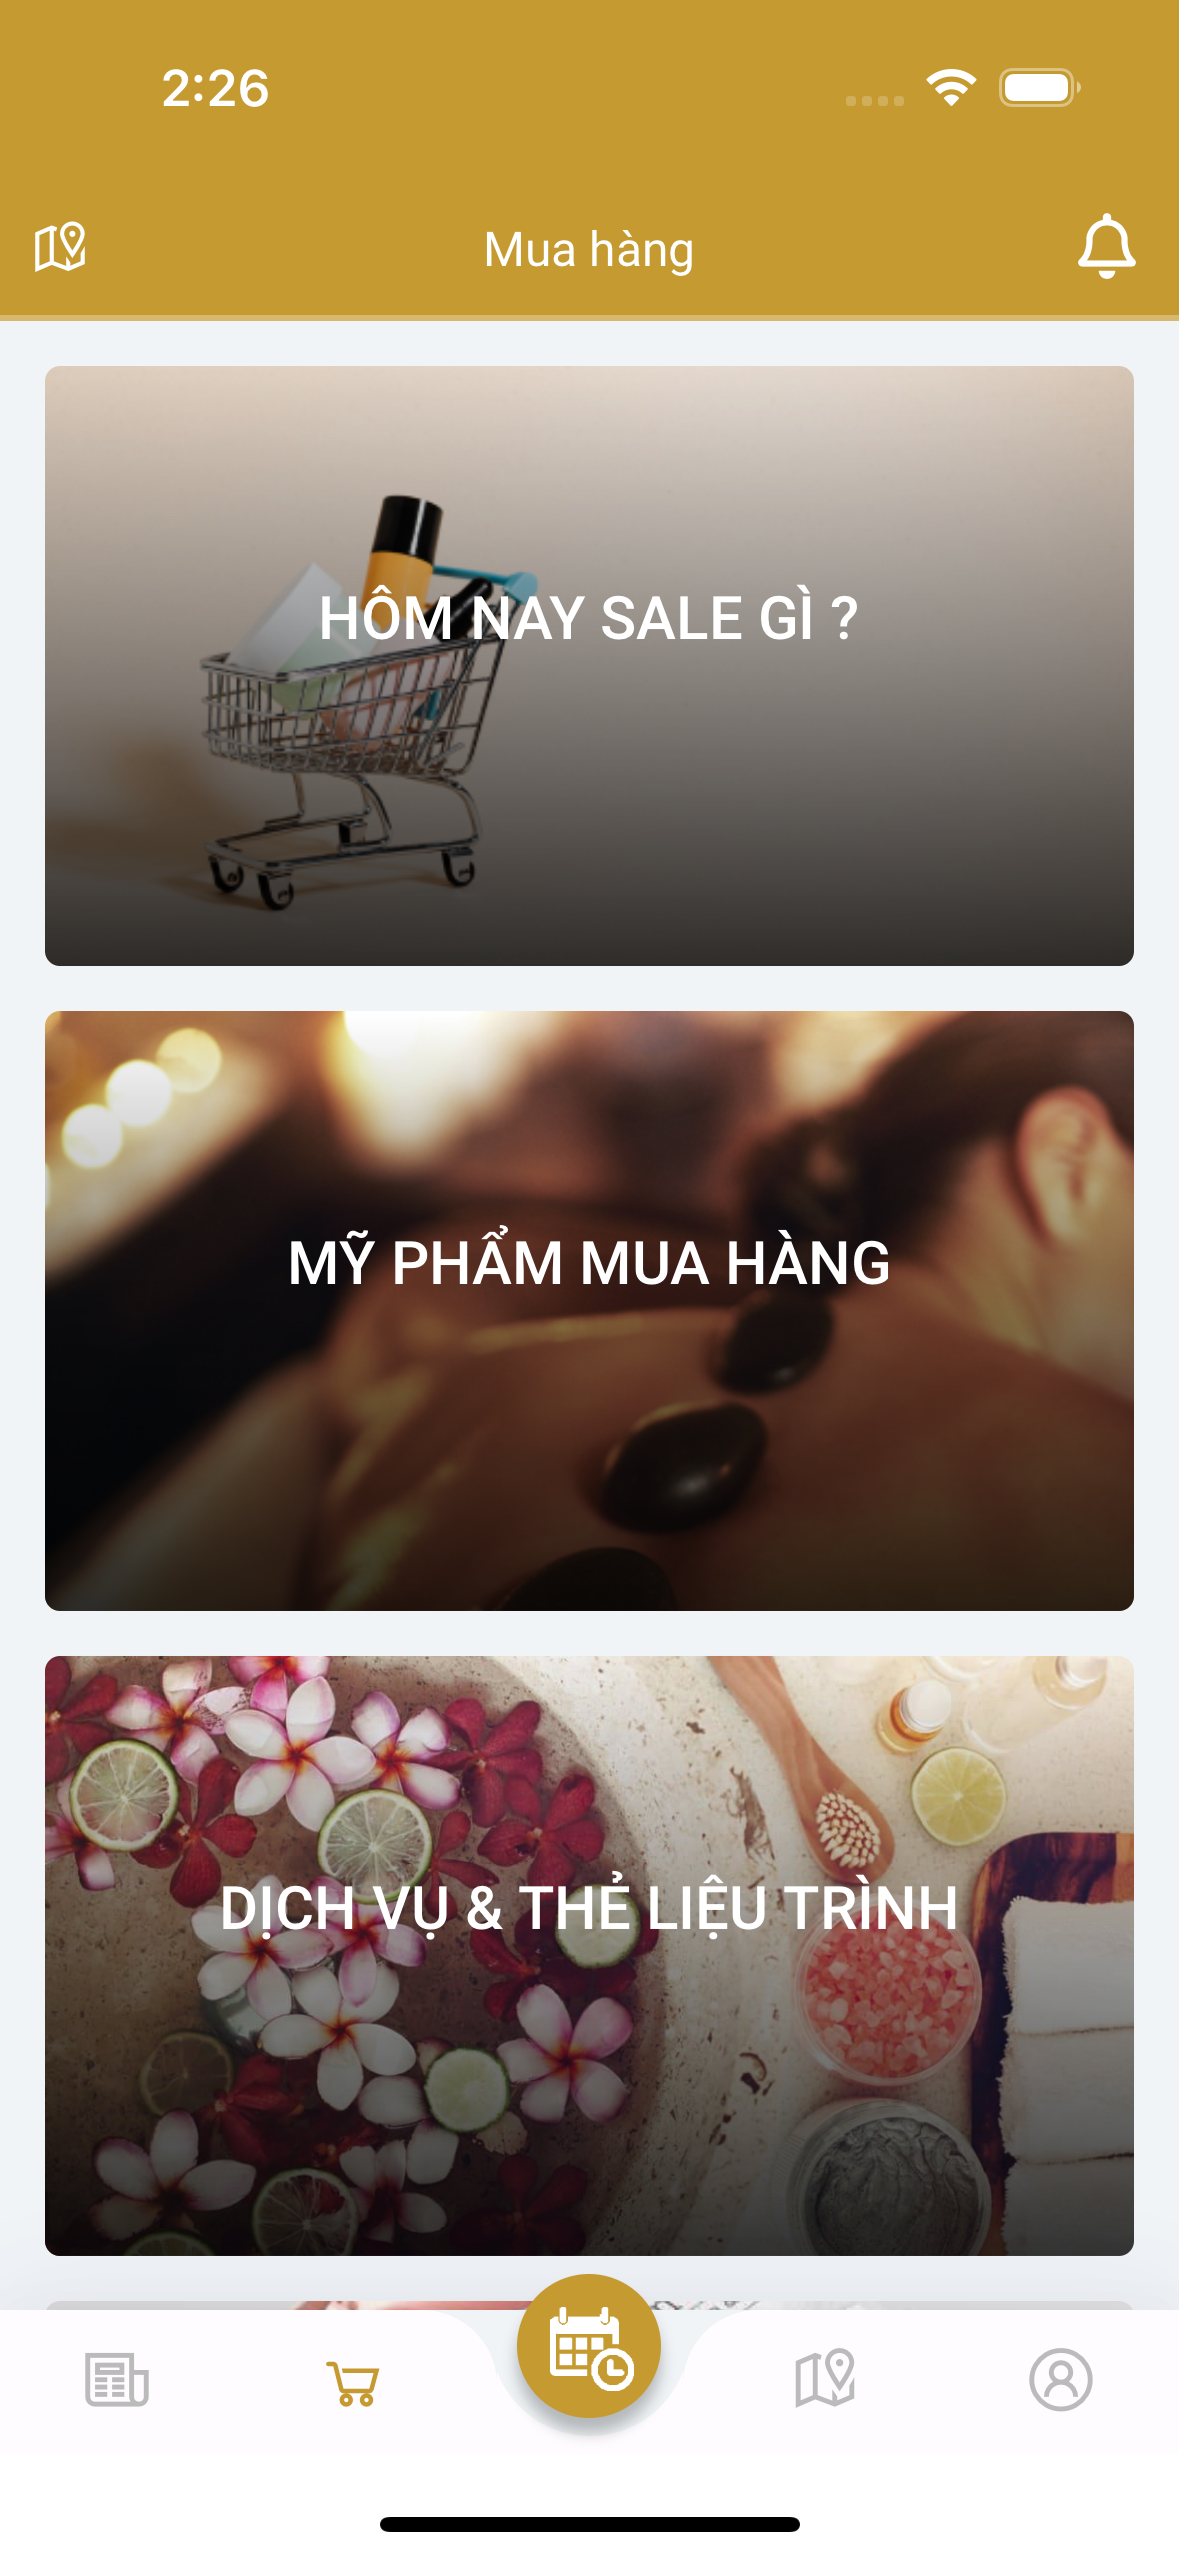 2:26
Mua hàng
HÔM NAY SALE GÌ ?
MỸ PHẨM MUA HÀNG
DỊCH VỤ & THẺ LIỆU TRÌNH